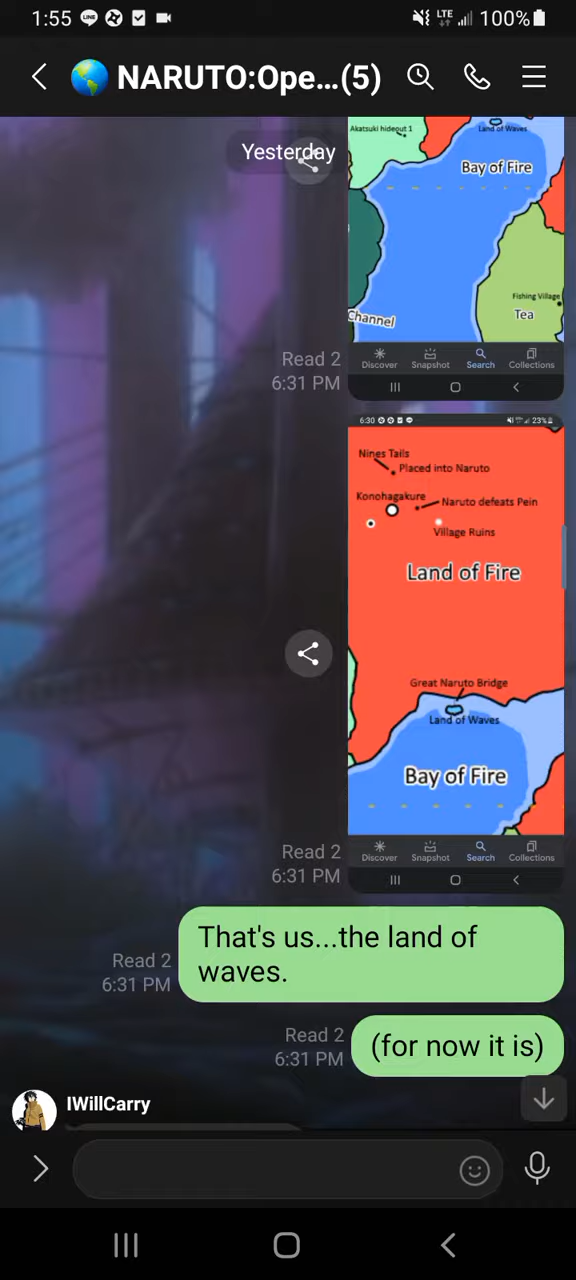 1:55 LTE 100%
NARUTO:Ope...(5)
Yesterday
Akatsuki hideout 1
Land of Waves
Bay of Fire
Fishing Village
Tea
Channel
Discover Snapshot Search Collections
Read 2
6:31 PM
6:30 23%
Nines Tails
Placed into Naruto
Konohagakure
Naruto defeats Pein
Village Ruins
Land of Fire
Great Naruto Bridge
Land of Waves
Bay of Fire
Discover Snapshot Search Collections
Read 2
6:31 PM
That's us...the land of
waves.
Read 2
6:31 PM
(for now it is)
Read 2
6:31 PM
IWillCarry